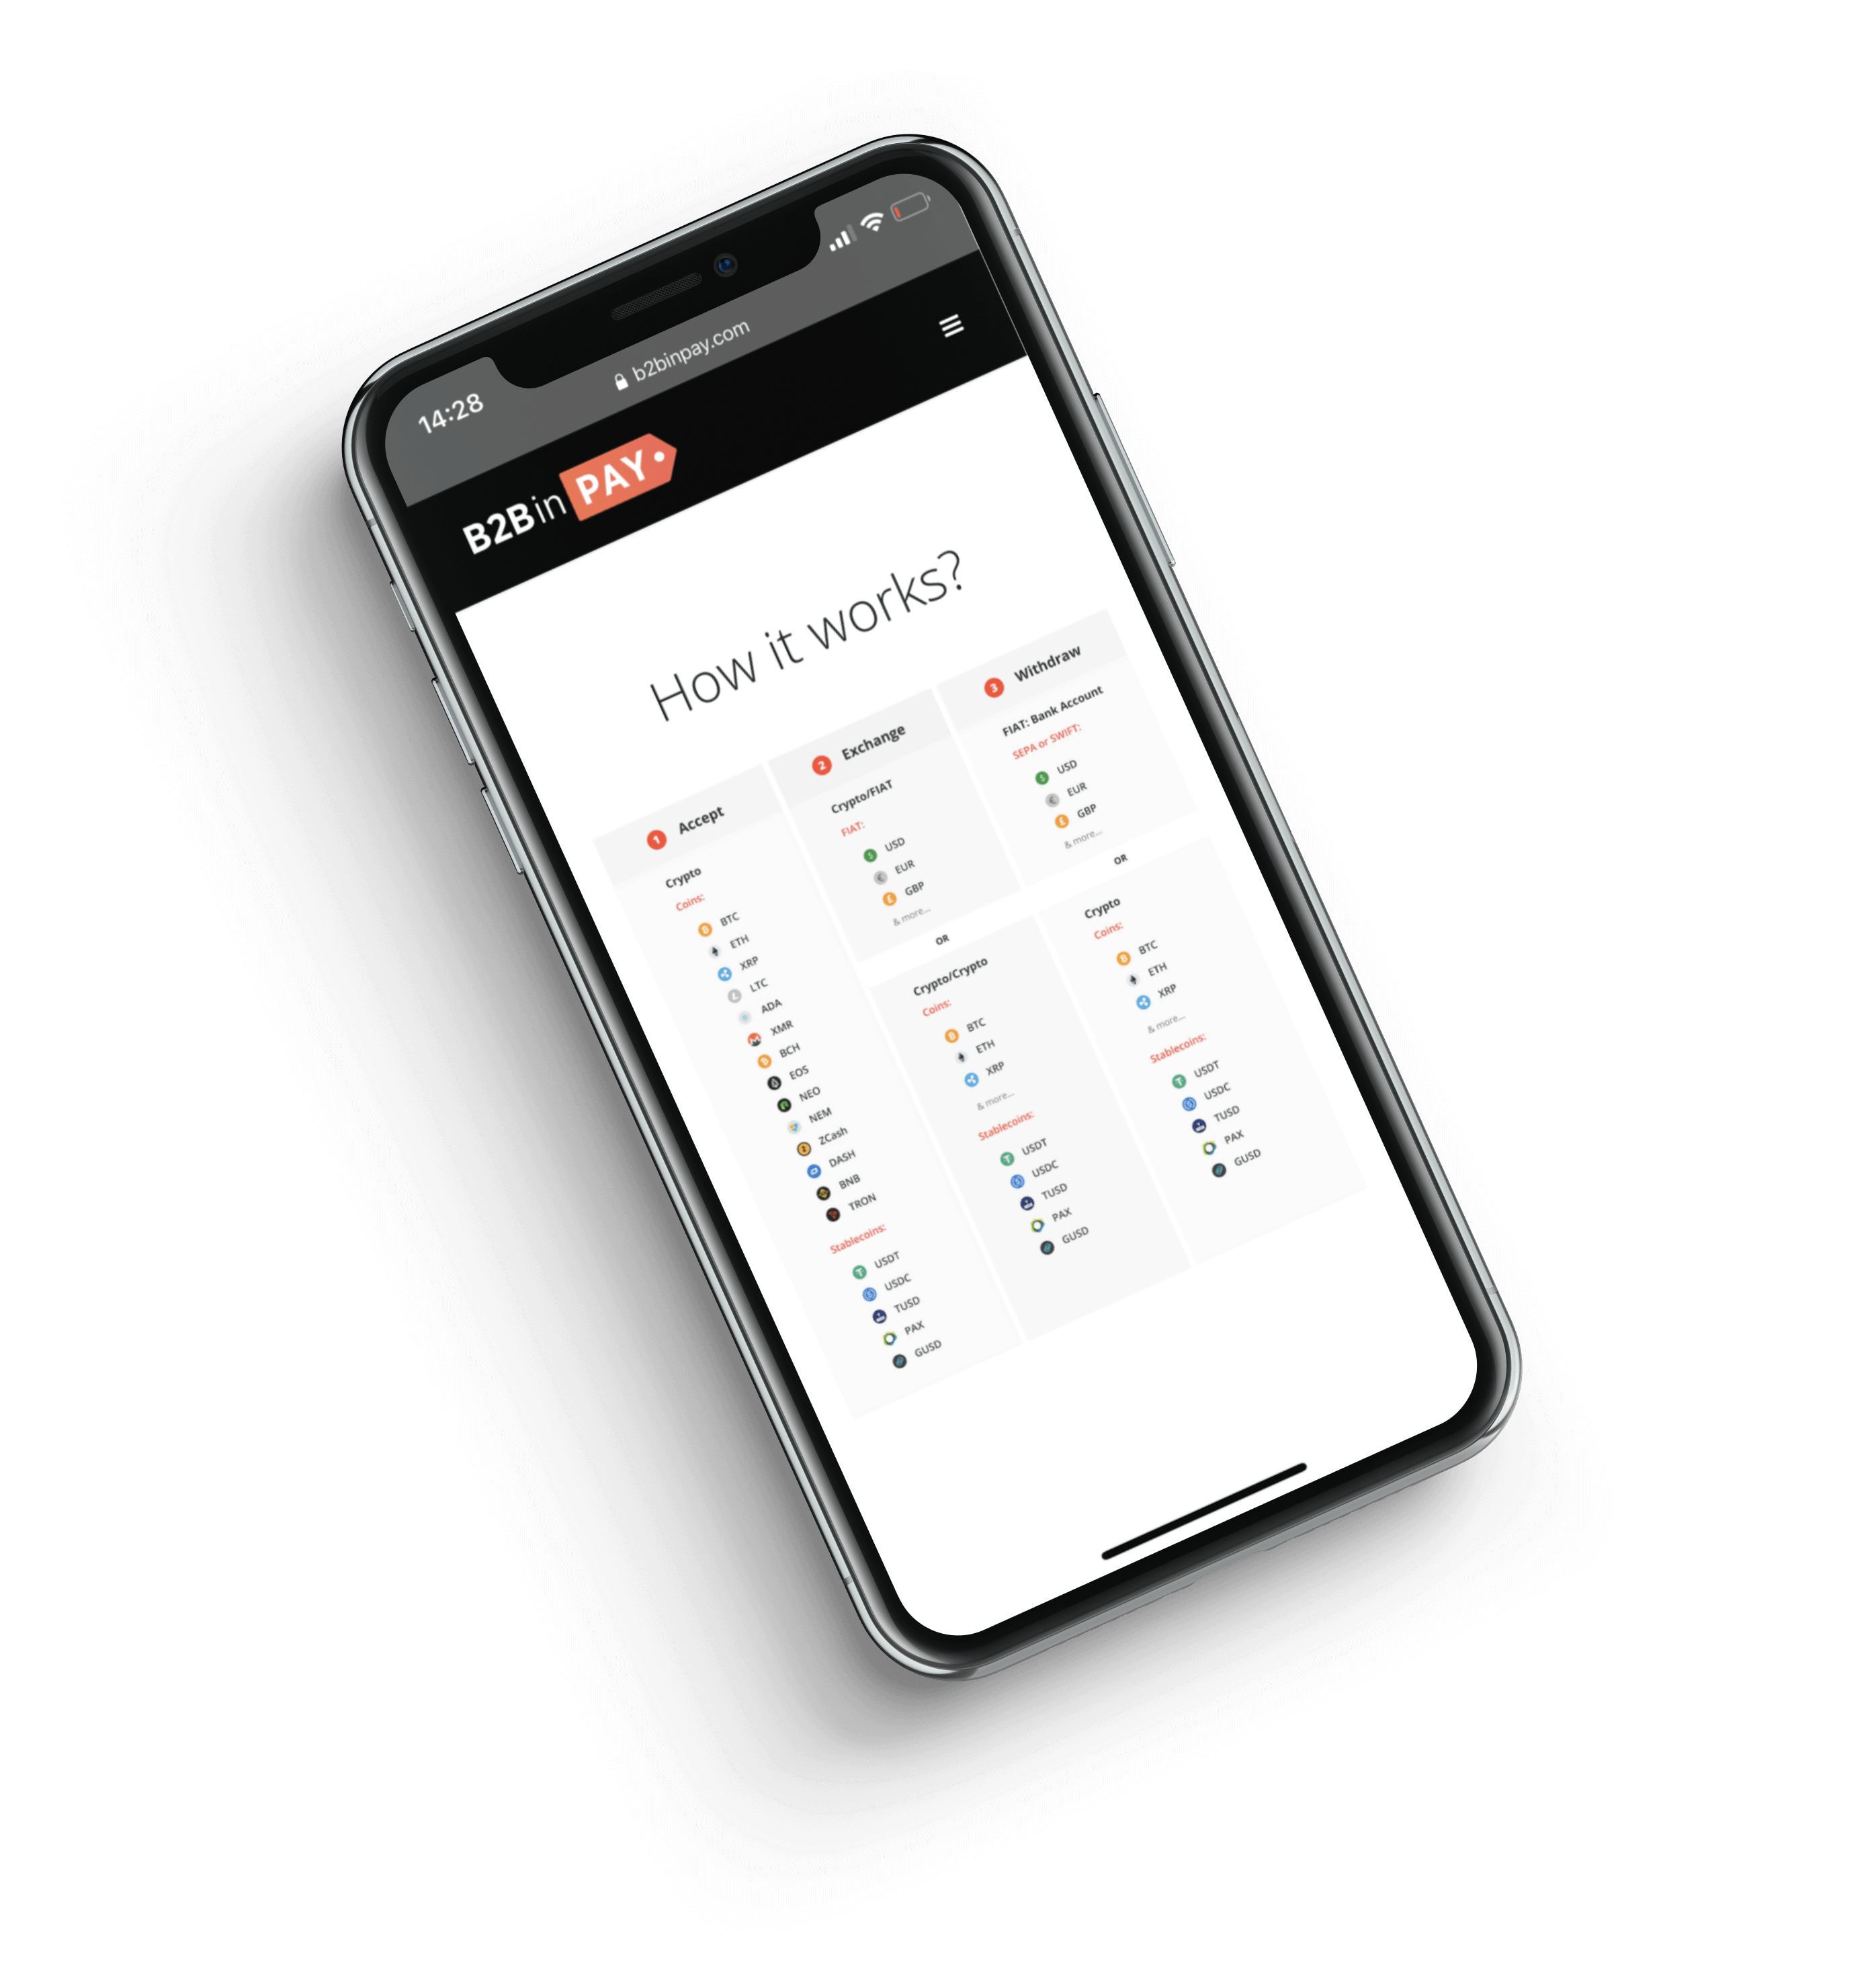 14:28
b2binpay.com
B2Bin PAY
How it works?
1 Accept
Crypto
Coins:
BTC
ETH
XRP
LTC
ADA
XMR
BCH
EOS
NEO
NEM
ZCash
DASH
BNB
TRON
Stablecoins:
USDT
USDC
TUSD
PAX
GUSD
2 Exchange
Crypto/FIAT
FIAT:
USD
EUR
GBP
& more...
OR
Crypto/Crypto
Coins:
BTC
ETH
XRP
& more...
Stablecoins:
USDT
USDC
TUSD
PAX
GUSD
3 Withdraw
FIAT: Bank Account
SEPA or SWIFT:
USD
EUR
GBP
& more...
OR
Crypto
Coins:
BTC
ETH
XRP
& more...
Stablecoins:
USDT
USDC
TUSD
PAX
GUSD